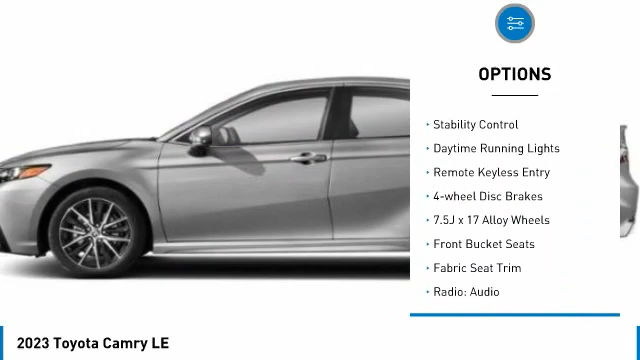 OPTIONS
• Stability Control
• Daytime Running Lights
• Remote Keyless Entry
• 4-wheel Disc Brakes
• 7.5J x 17 Alloy Wheels
• Front Bucket Seats
• Fabric Seat Trim
• Radio: Audio
2023 Toyota Camry LE